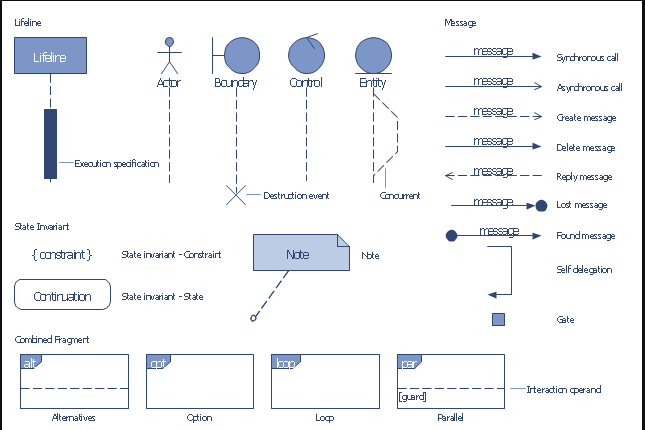 Lifeline
Message
Lifeline
Actor
Boundary
Control
Entity
message
Synchronous call
message
Asynchronous call
message
Create message
message
Delete message
message
Reply message
message
Lost message
message
Found message
Execution specification
Destruction event
Concurrent
State Invariart
{ constraint }
State invariant - Constraint
Note
Note
Self delegation
Continuation
State invariant - State
Gate
Combined Fragment
alt
opt
loop
par
[guard]
Interaction operand
Alternatives
Option
Loop
Parallel